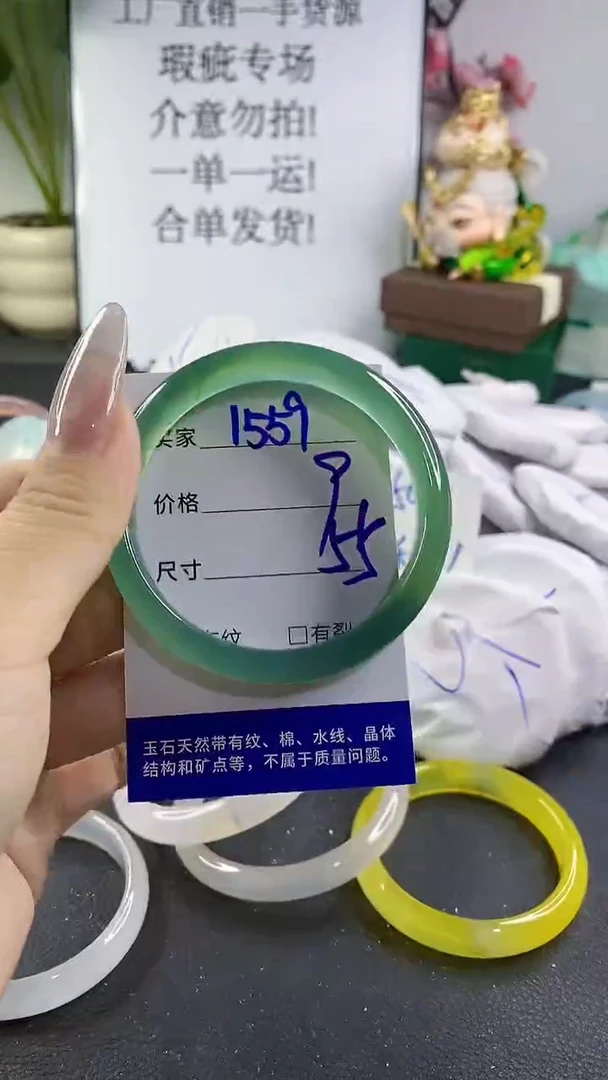 工厂直销一手货源
瑕疵专场
介意勿拍!
一单一运!
合单发货!
买家 1559
价格
尺寸 55
纹 □有裂
玉石天然带有纹、棉、水线、晶体
结构和矿点等，不属于质量问题。